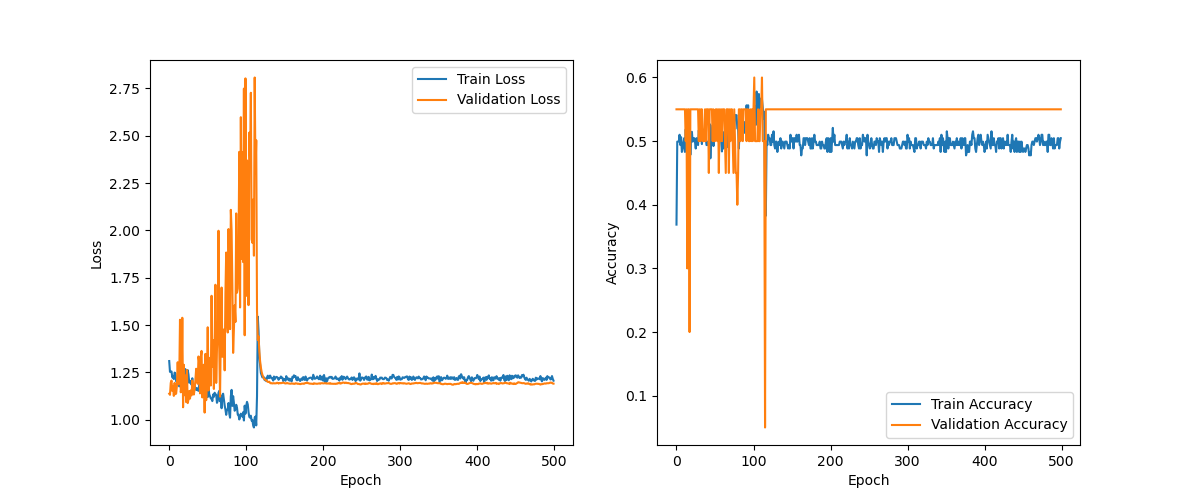 Train Loss
Validation Loss
2.75
2.50
2.25
2.00
1.75
1.50
1.25
1.00
Loss
0 100 200 300 400 500
Epoch
0.6
0.5
0.4
0.3
0.2
0.1
Accuracy
Train Accuracy
Validation Accuracy
0 100 200 300 400 500
Epoch